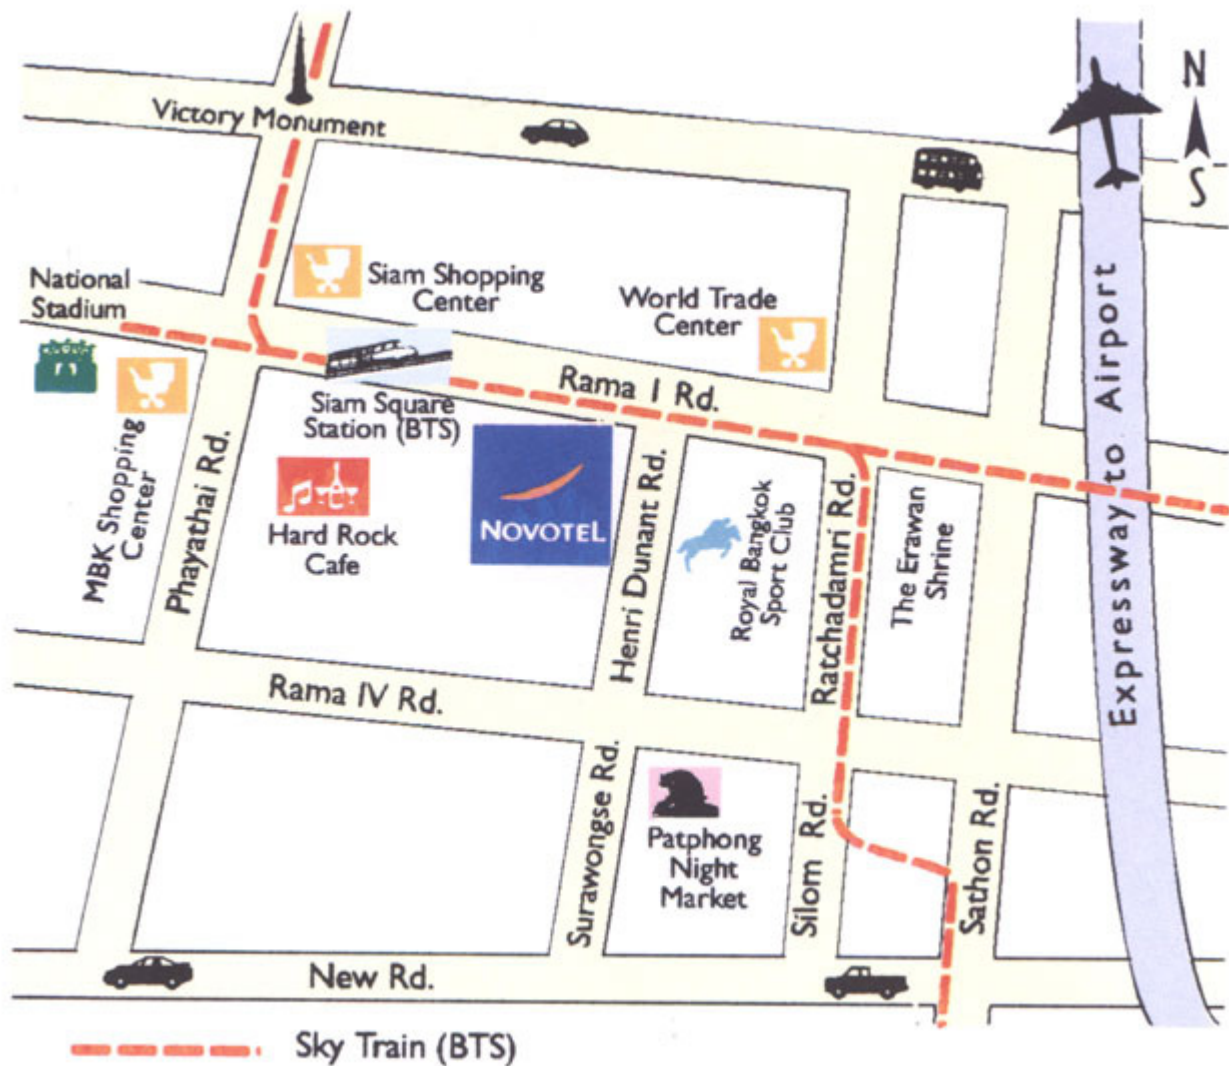 N
S
Victory Monument
National
Stadium
Siam Shopping
Center
World Trade
Center
Rama I Rd.
Siam Square
Station (BTS)
MBK Shopping
Center
Phayathai Rd.
Hard Rock
Cafe
NOVOTEL
Henri Dunant Rd.
Royal Bangkok
Sport Club
Ratchadamri Rd.
The Erawan
Shrine
Expressway to Airport
Rama IV Rd.
Surawongse Rd.
Patphong
Night
Market
Silom Rd.
Sathon Rd.
New Rd.
Sky Train (BTS)